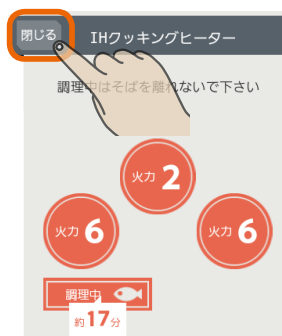 閉じる IHクッキングヒーター
調理中はそばを離れないで下さい
火力 2
火力 6 火力 6
調理中
約17分